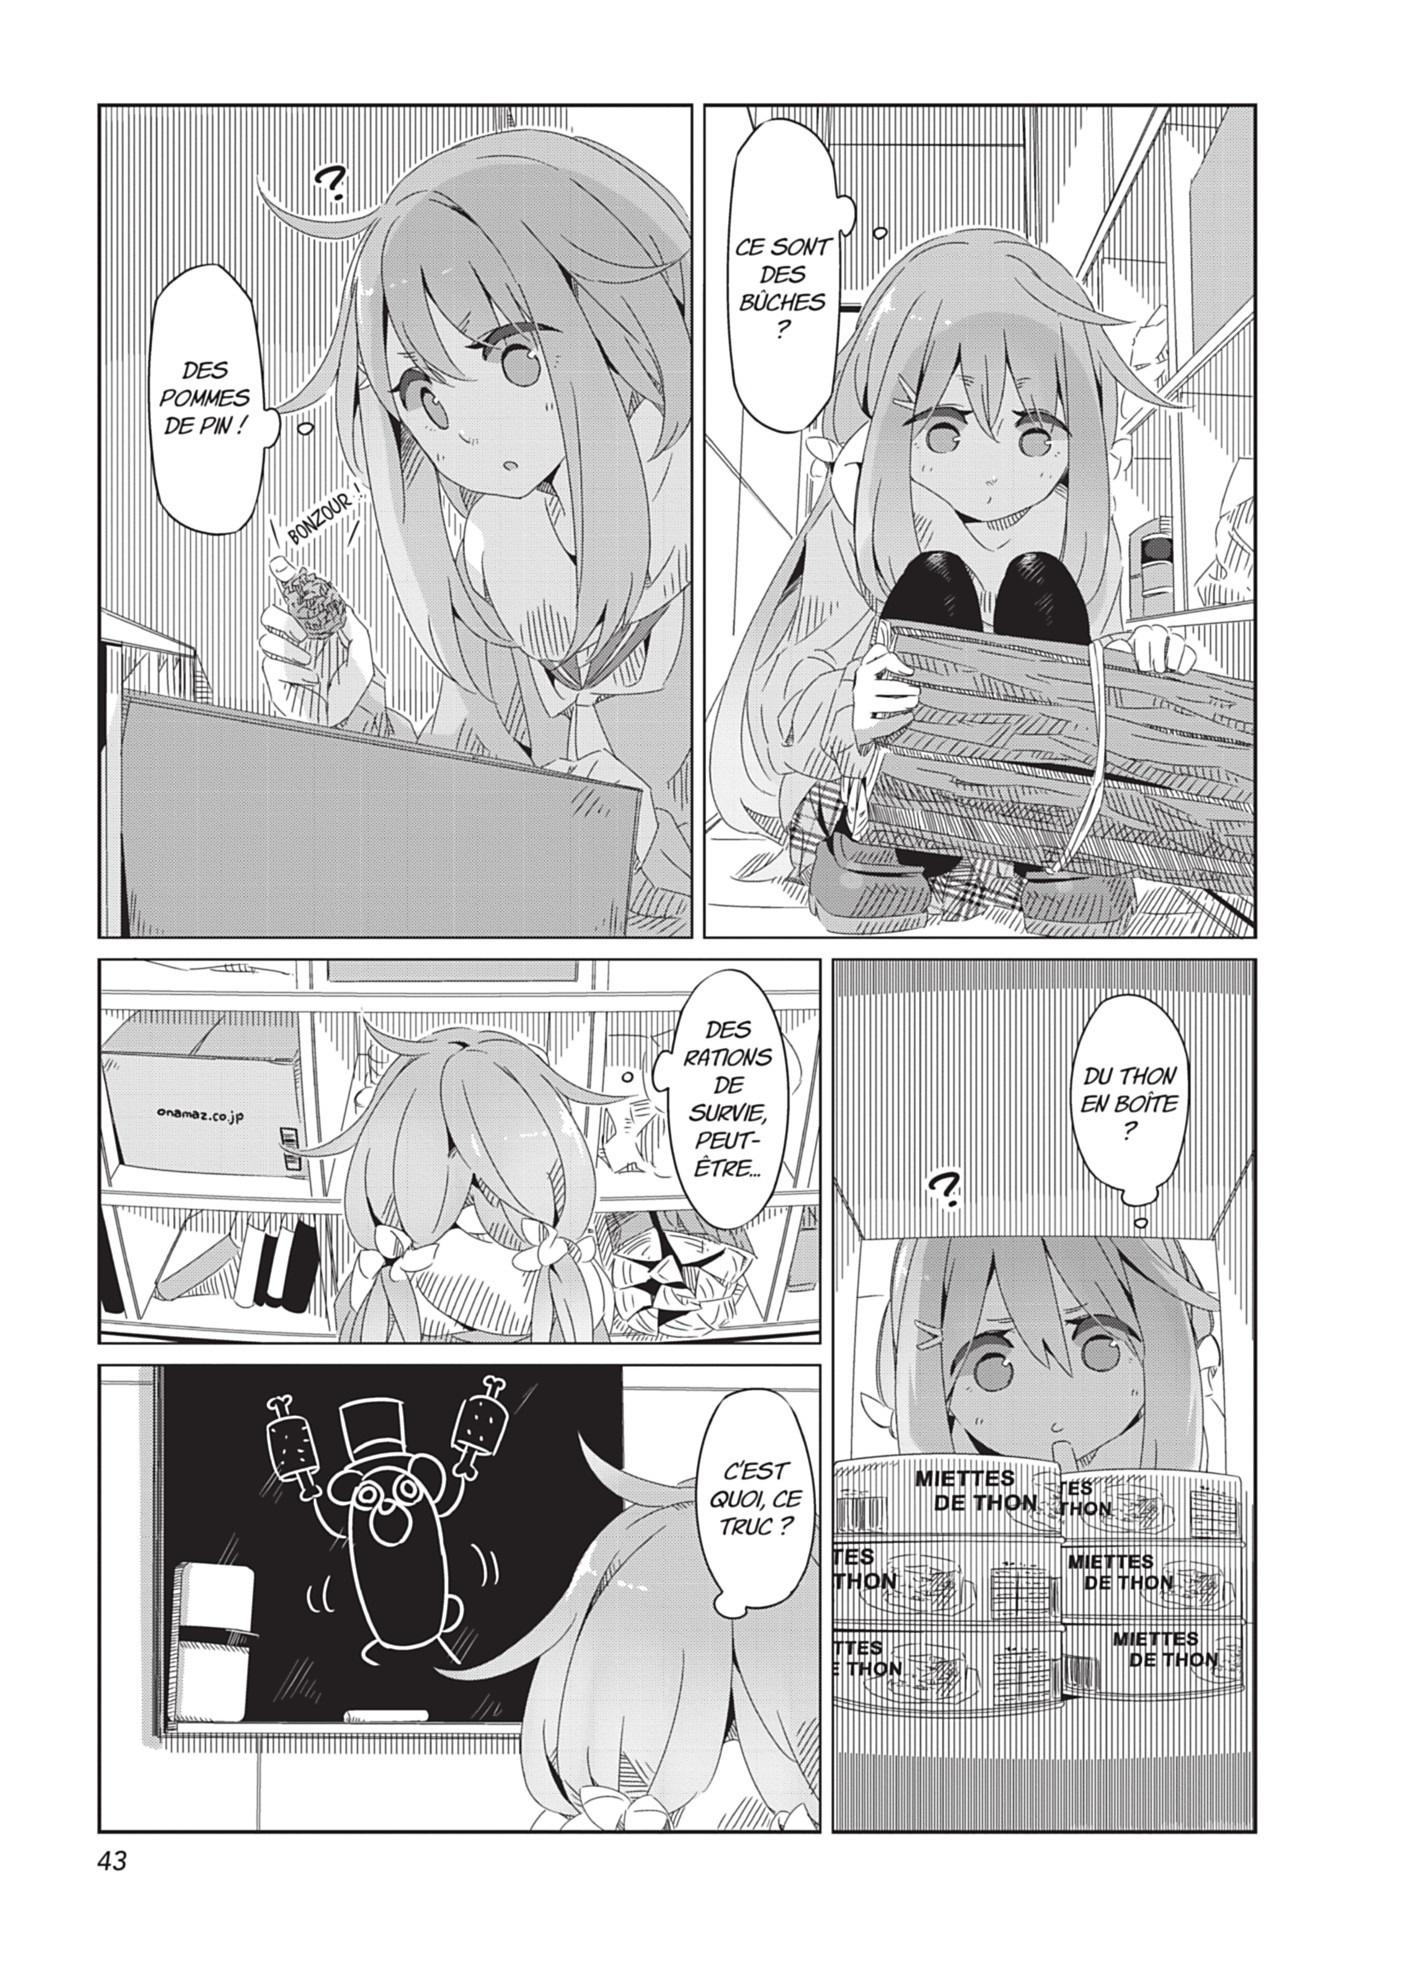 CE SONT
DES
BÛCHES
?
?
DES
POMMES
DE PIN !
BONZOUR !
DU THON
EN BOÎTE
?
?
MIETTES
DE THON
TES
THON
TES
THON
MIETTES
DE THON
TTES
E THON
MIETTES
DE THON
DES
RATIONS
DE
SURVIE,
PEUT-
ÊTRE...
onamaz.co.jp
C'EST
QUOI, CE
TRUC ?
43